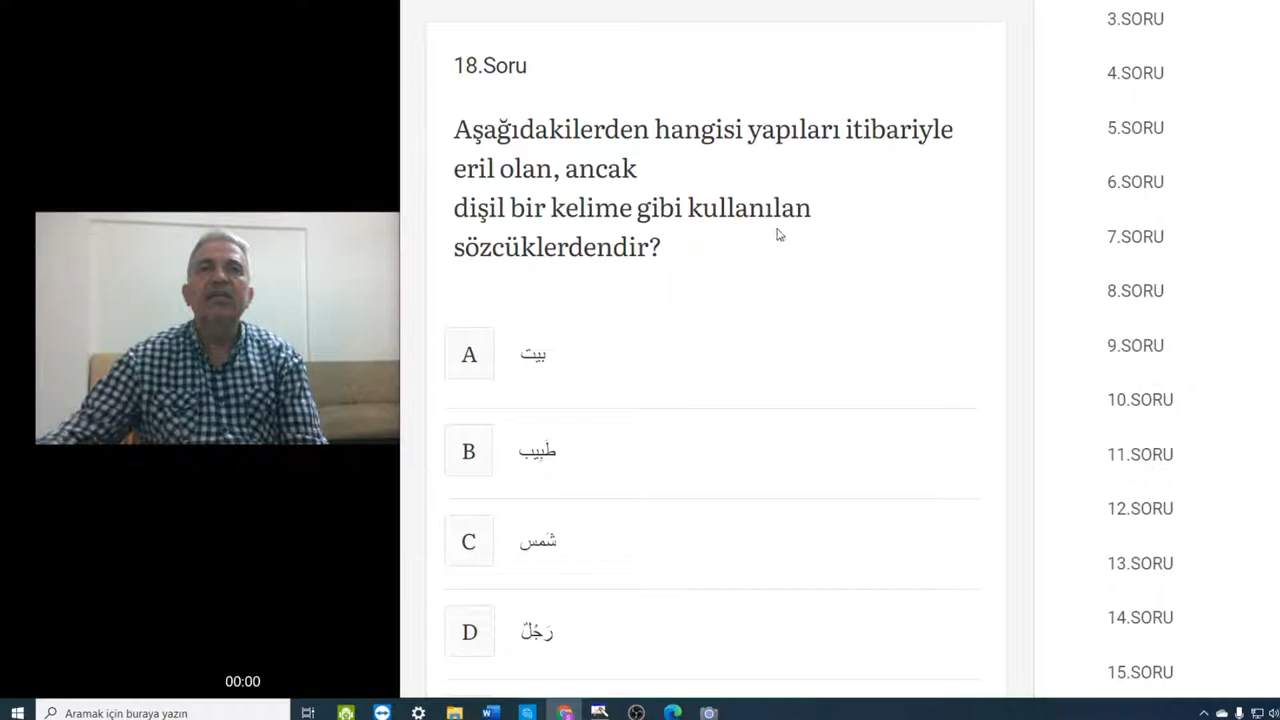 18.Soru
Aşağıdakilerden hangisi yapıları itibariyle
eril olan, ancak
dişil bir kelime gibi kullanılan
sözcüklerdendir?
A بيت
B طَبِيب
C شَمس
D رَجُلٌ
3.SORU
4.SORU
5.SORU
6.SORU
7.SORU
8.SORU
9.SORU
10.SORU
11.SORU
12.SORU
13.SORU
14.SORU
15.SORU
00:00
Aramak için buraya yazın